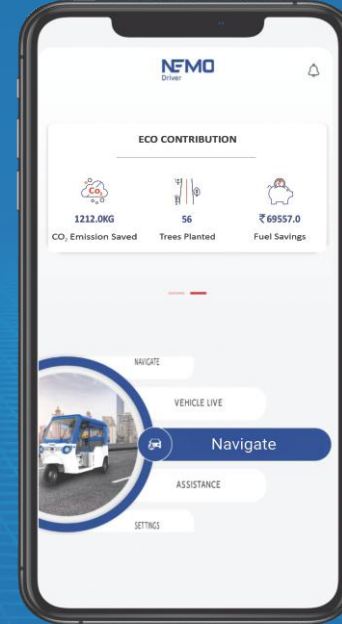 NEMO
Driver
ECO CONTRIBUTION
CO₂
1212.0KG 56 ₹69557.0
CO₂ Emission Saved Trees Planted Fuel Savings
NAVIGATE
VEHICLE LIVE
Navigate
ASSISTANCE
SETTINGS